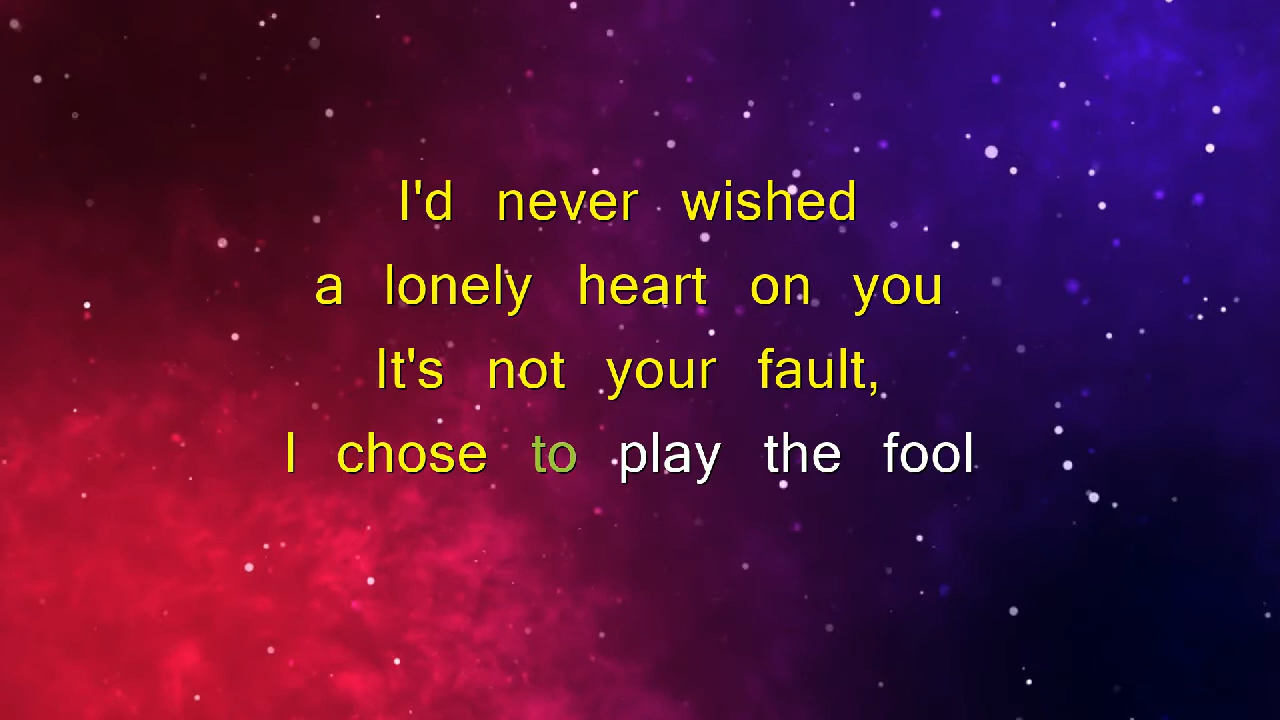 I'd never wished
a lonely heart on you
It's not your fault,
I chose to play the fool